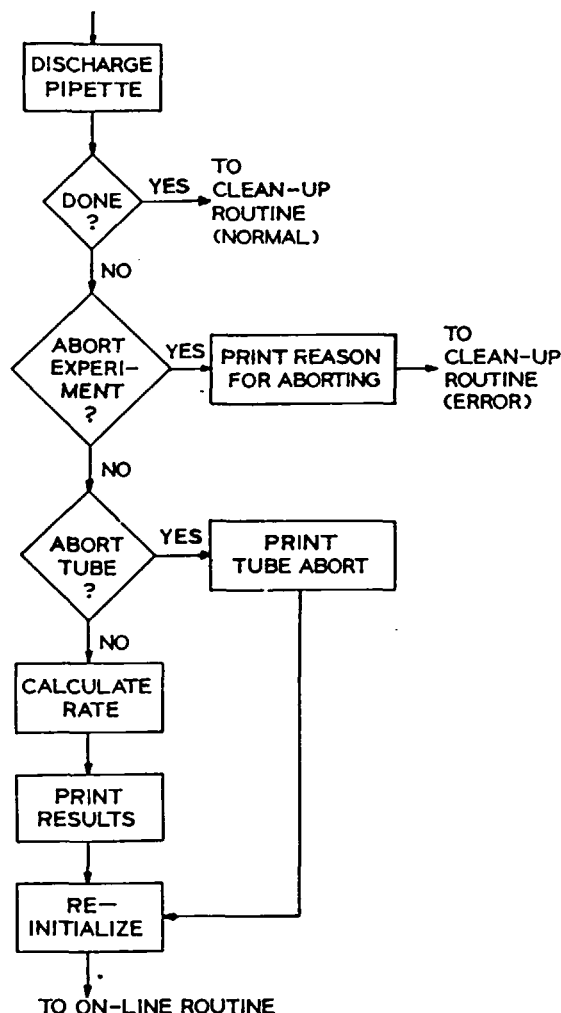 DISCHARGE
PIPETTE
DONE
?
YES
TO
CLEAN-UP
ROUTINE
(NORMAL)
NO
ABORT
EXPERI-
MENT
?
YES
PRINT REASON
FOR ABORTING
TO
CLEAN-UP
ROUTINE
(ERROR)
NO
ABORT
TUBE
?
YES
PRINT
TUBE ABORT
NO
CALCULATE
RATE
PRINT
RESULTS
RE-
INITIALIZE
TO ON-LINE ROUTINE